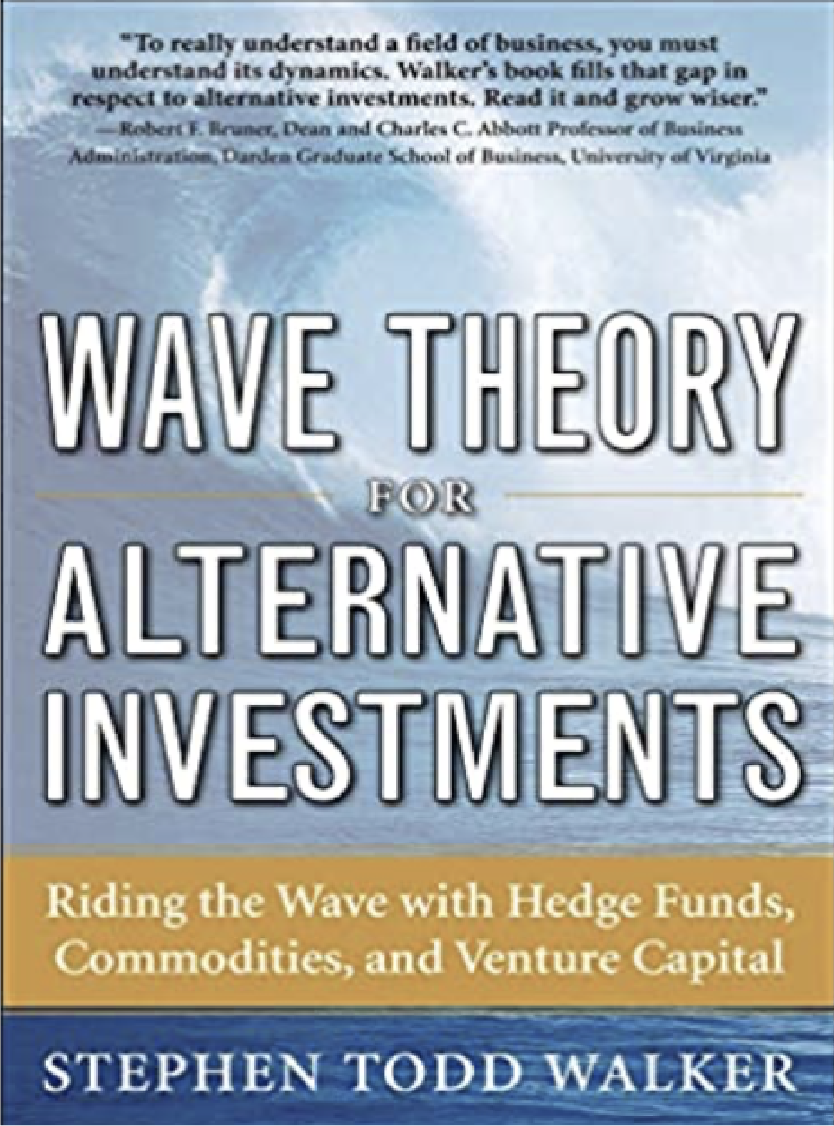 "To really understand a field of business, you must
understand its dynamics. Walker's book fills that gap in
respect to alternative investments. Read it and grow wiser."
—Robert F. Bruner, Dean and Charles C. Abbott Professor of Business
Administration, Darden Graduate School of Business, University of Virginia
WAVE THEORY
FOR
ALTERNATIVE
INVESTMENTS
Riding the Wave with Hedge Funds,
Commodities, and Venture Capital
STEPHEN TODD WALKER